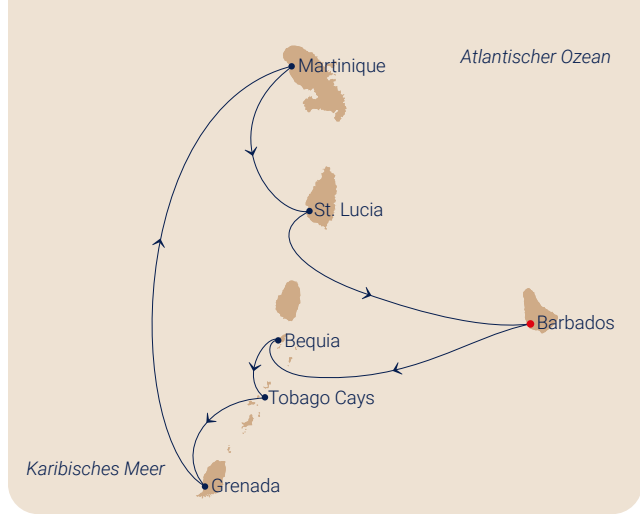 Atlantischer Ozean
Martinique
St. Lucia
Barbados
Bequia
Tobago Cays
Karibisches Meer
Grenada